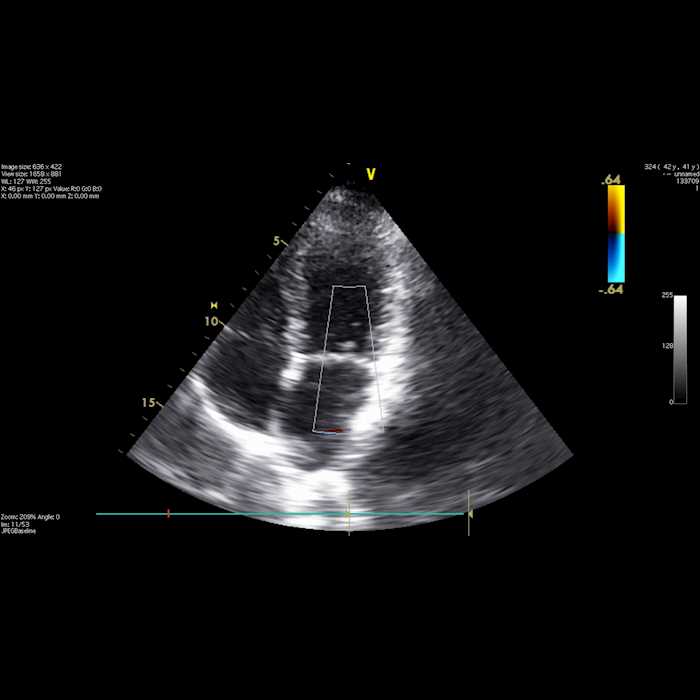 Image size: 636 x 422
View size: 1858 x 881
WL: 127 WW: 255
X: 46 px Y: 127 px Value: R:0 G:0 B:0
X: 0.00 mm Y: 0.00 mm Z: 0.00 mm
324 ( 42 y , 41 y )
-- unnamed
133709
1
V
.64
-.64
5
10
15
255
128
0
Zoom: 209% Angle: 0
Im: 11/53
JPEGBaseline